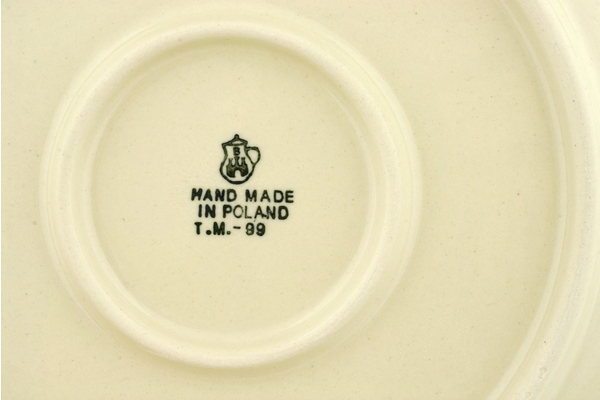 B
HAND MADE
IN POLAND
T.M.-99